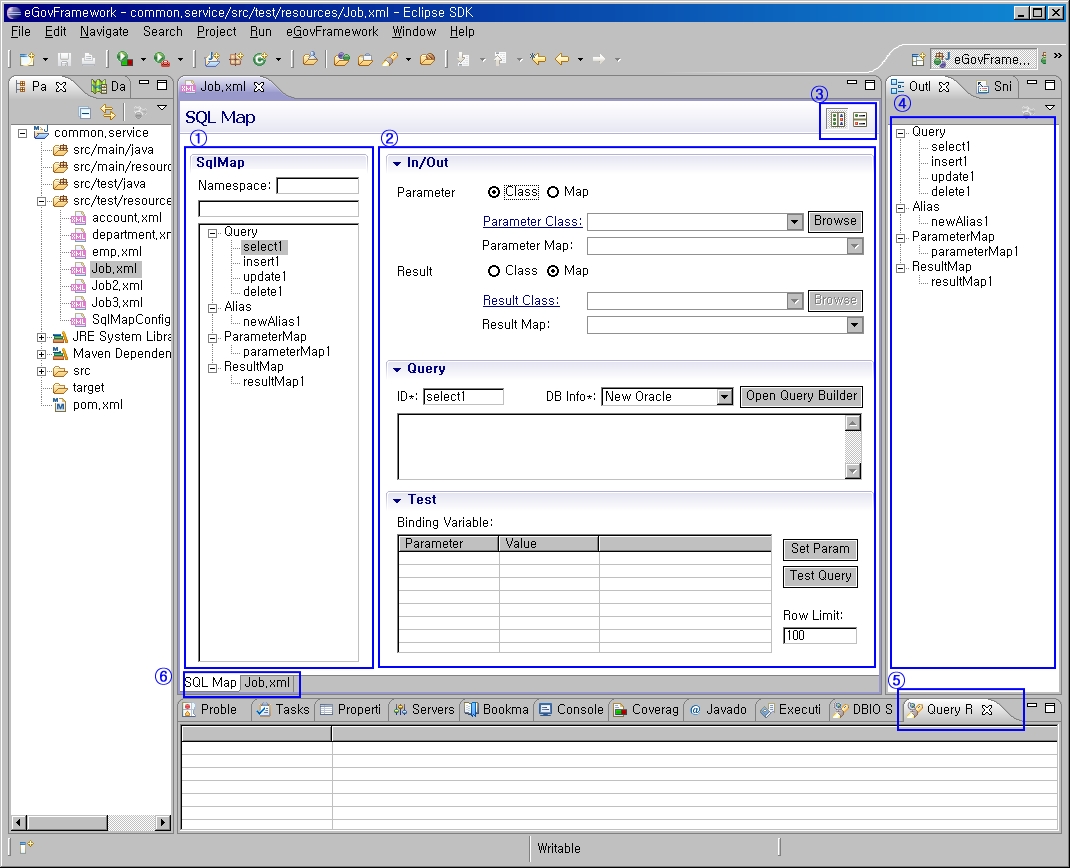 eGovFramework - common.service/src/test/resources/Job.xml - Eclipse SDK
File Edit Navigate Search Project Run eGovFramework Window Help
eGovFrame...
Pa
Da
common.service
src/main/java
src/main/resourc
src/test/java
src/test/resource
account.xml
department.xm
emp.xml
Job.xml
Job2.xml
Job3.xml
SqlMapConfig
JRE System Libra
Maven Dependen
src
target
pom.xml
Job.xml
SQL Map
③
①
SqlMap
Namespace:
Query
select1
insert1
update1
delete1
Alias
newAlias1
ParameterMap
parameterMap1
ResultMap
resultMap1
②
In/Out
Parameter Class Map
Parameter Class: Browse
Parameter Map:
Result Class Map
Result Class: Browse
Result Map:
Query
ID*: select1 DB Info*: New Oracle Open Query Builder
Test
Binding Variable:
Parameter Value
Set Param
Test Query
Row Limit:
100
⑥
SQL Map Job.xml
Outl
Sni
④
Query
select1
insert1
update1
delete1
Alias
newAlias1
ParameterMap
parameterMap1
ResultMap
resultMap1
⑤
Proble Tasks Properti Servers Bookma Console Coverag Javado Executi DBIO S Query R
Writable